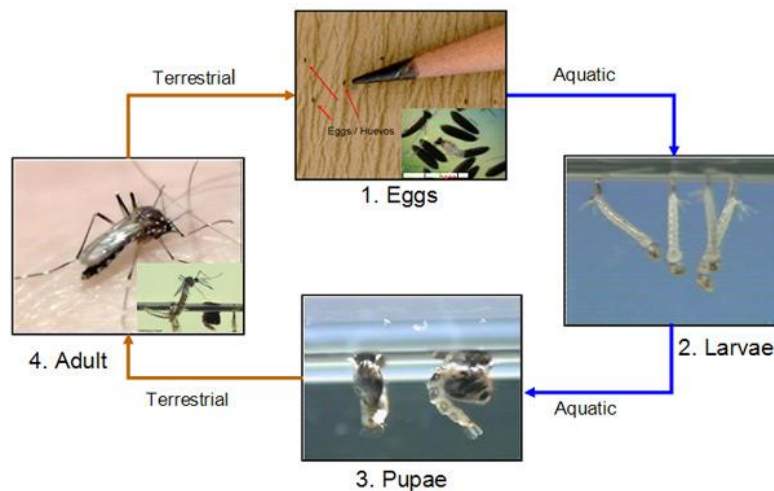 Terrestrial
Aquatic
Eggs / Huevos
1. Eggs
2. Larvae
4. Adult
Terrestrial
Aquatic
3. Pupae